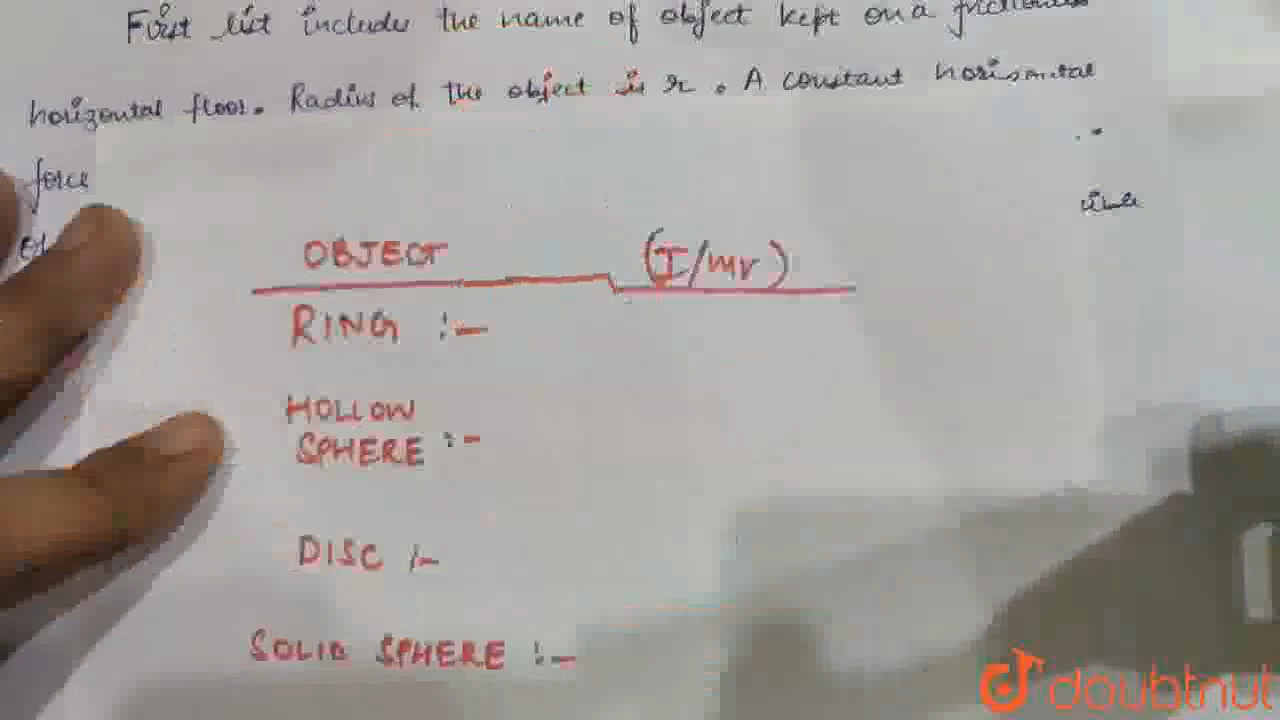 First list include the name of object kept on a
horizontal floor. Radius of the object is r. A constant horizontal
force
OBJECT (I/mr)
RING :-
HOLLOW
SPHERE :-
DISC :-
SOLID SPHERE :-
doubtnut